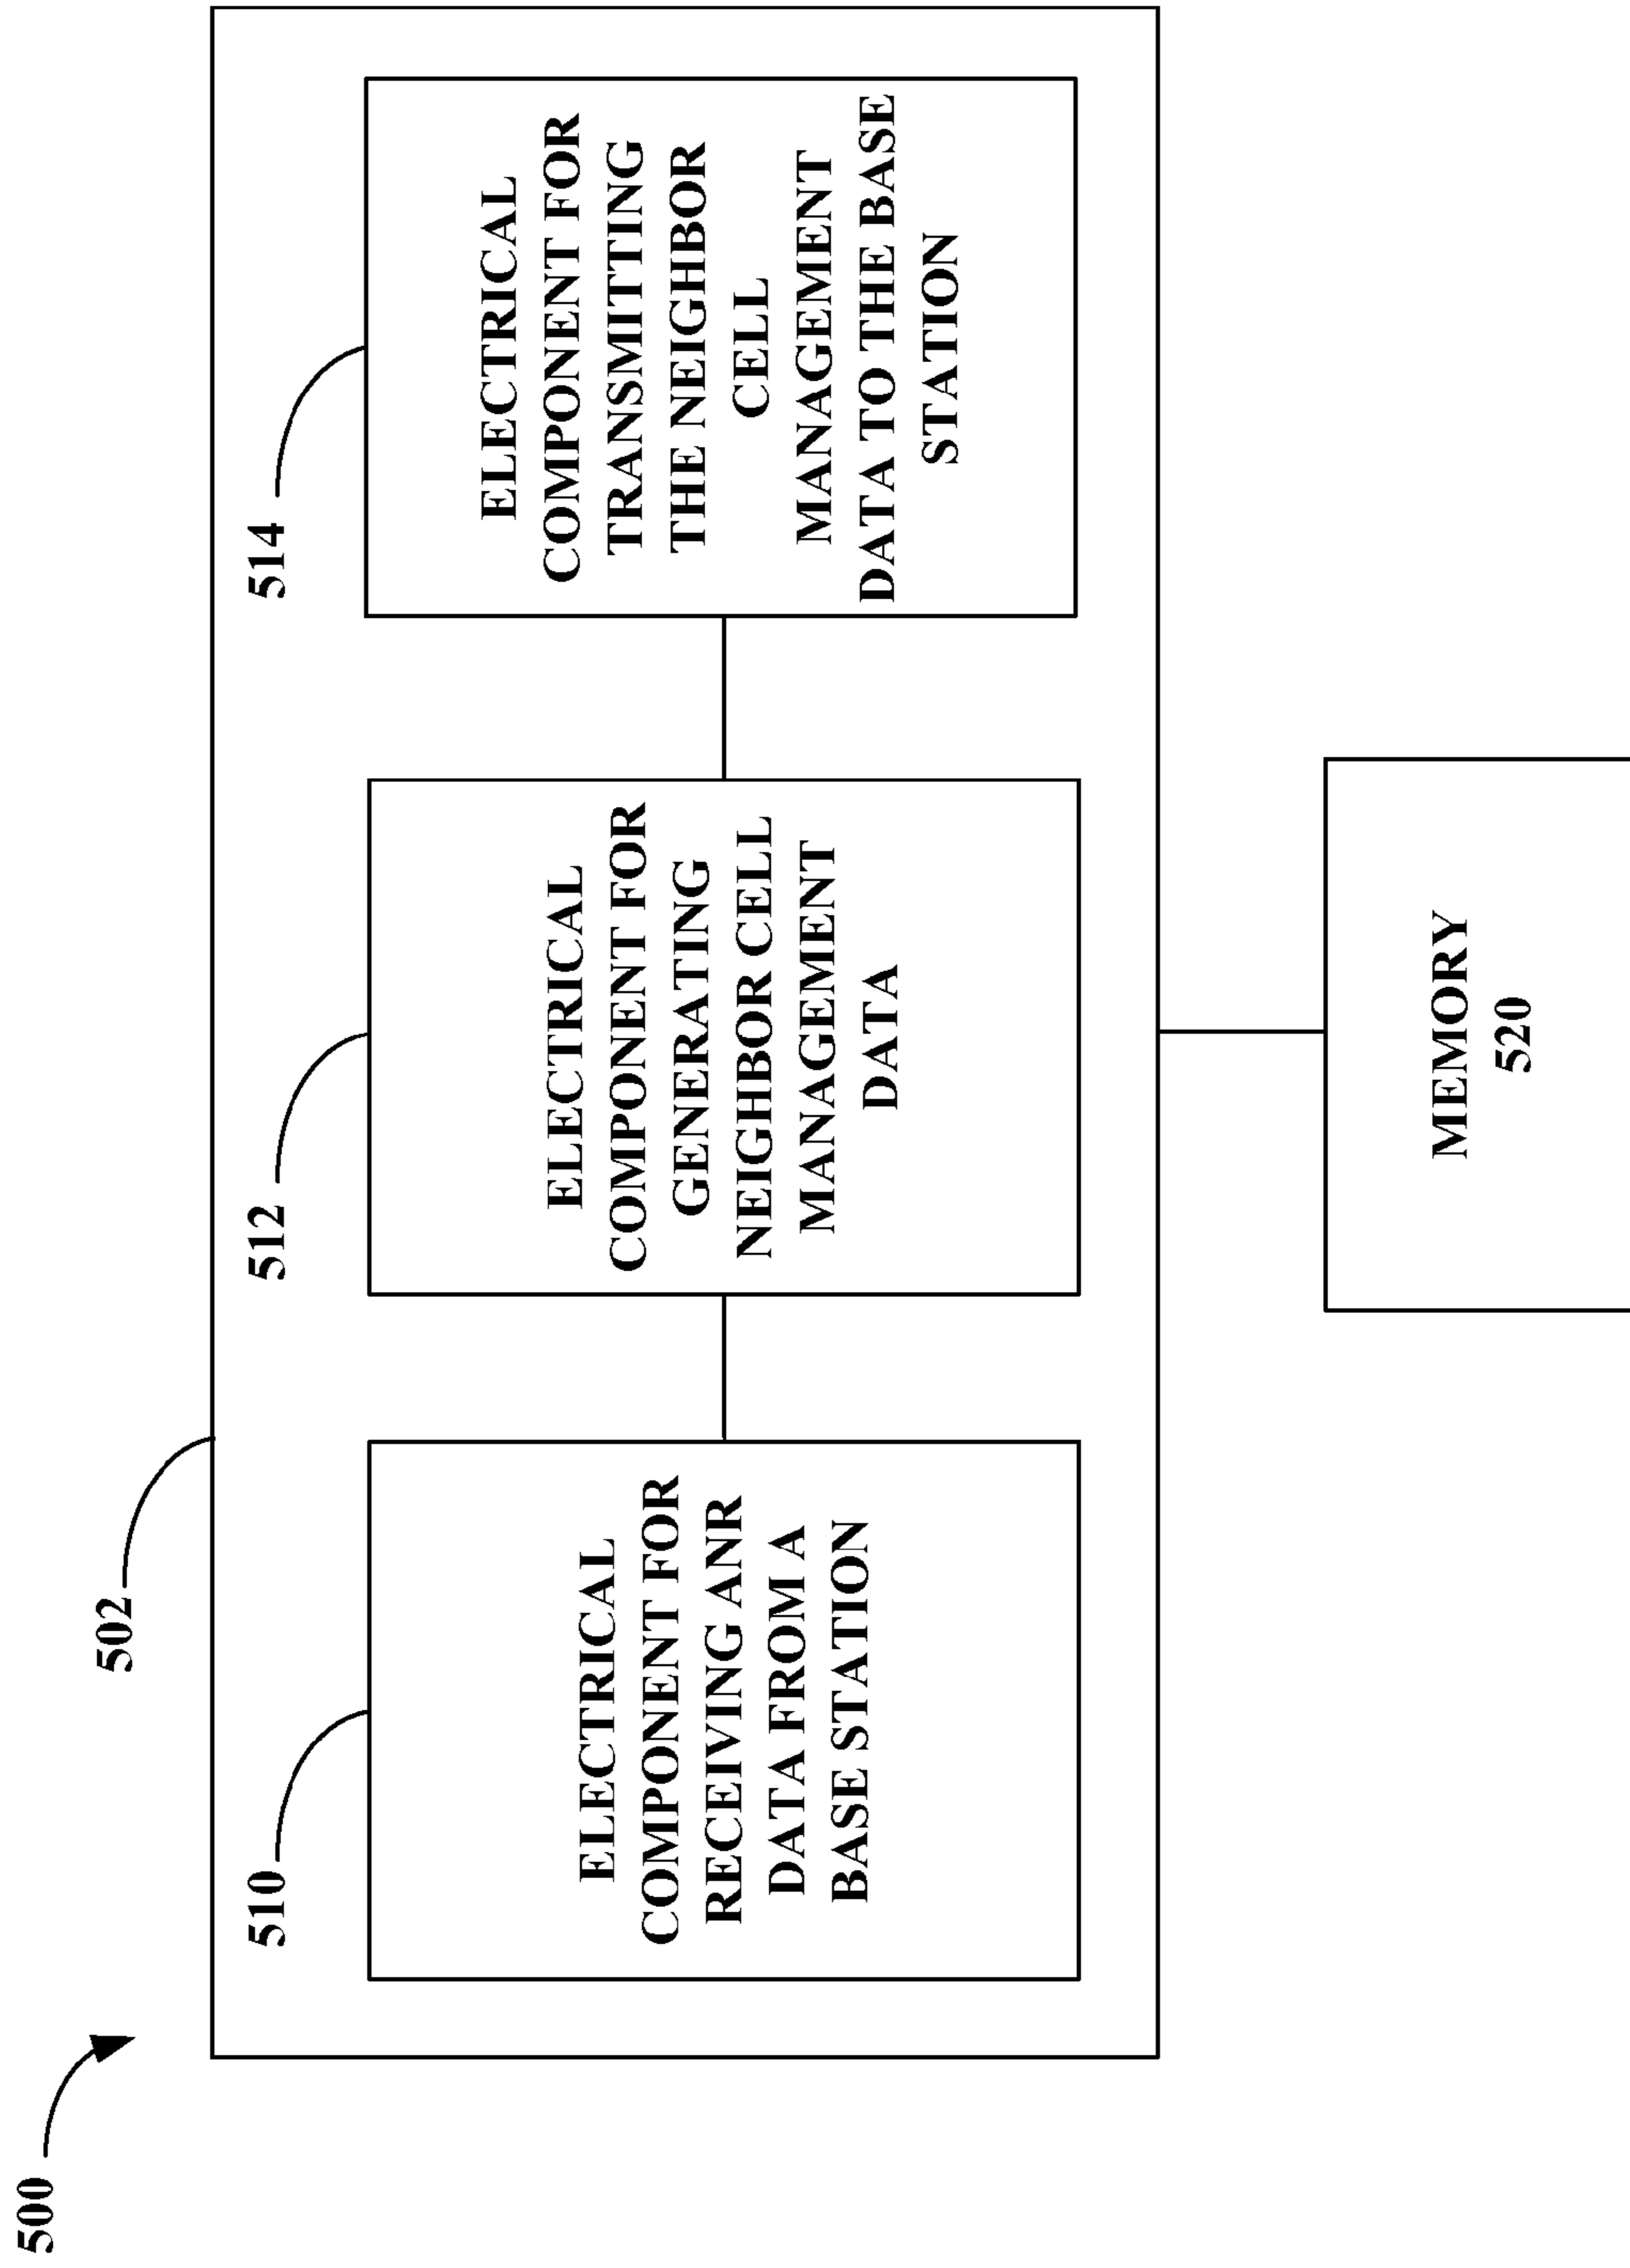 500
502
510
ELECTRICAL
COMPONENT FOR
RECEIVING ANR
DATA FROM A
BASE STATION
512
ELECTRICAL
COMPONENT FOR
GENERATING
NEIGHBOR CELL
MANAGEMENT
DATA
514
ELECTRICAL
COMPONENT FOR
TRANSMITTING
THE NEIGHBOR
CELL
MANAGEMENT
DATA TO THE BASE
STATION
MEMORY
520